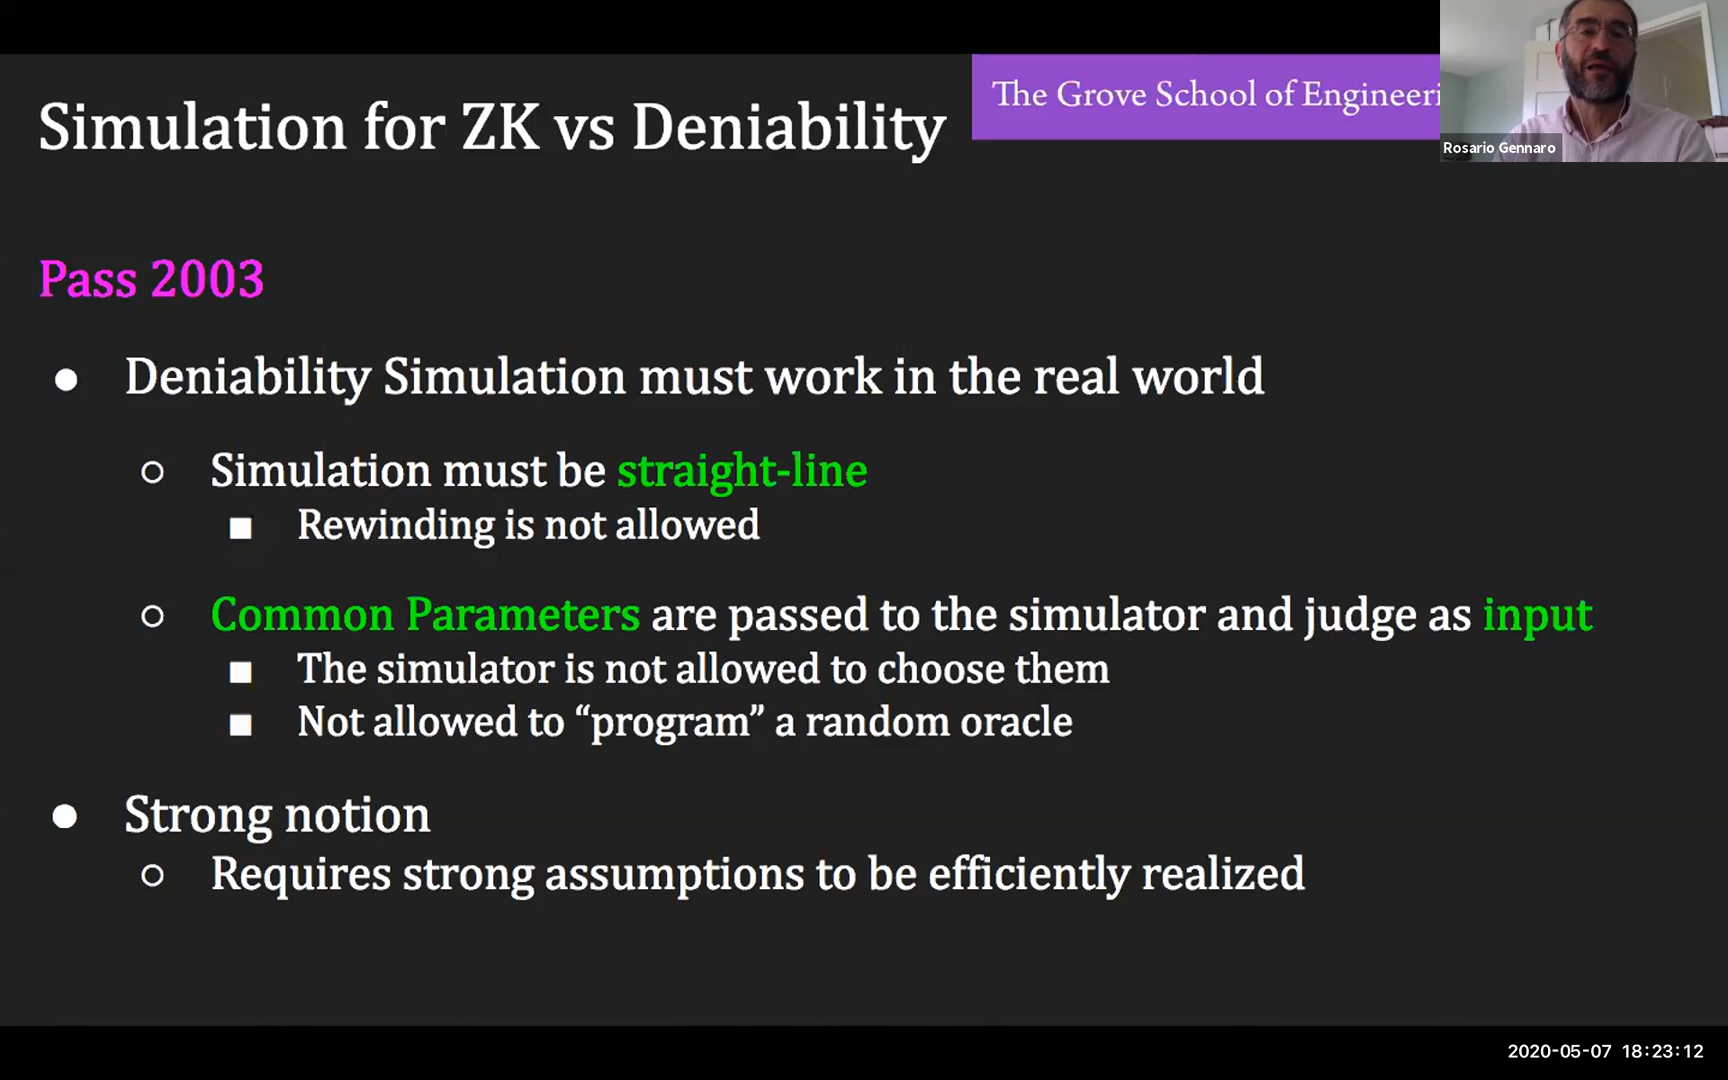 Simulation for ZK vs Deniability
The Grove School of Engineeri
Rosario Gennaro
Pass 2003
● Deniability Simulation must work in the real world
○ Simulation must be straight-line
■ Rewinding is not allowed
○ Common Parameters are passed to the simulator and judge as input
■ The simulator is not allowed to choose them
■ Not allowed to “program” a random oracle
● Strong notion
○ Requires strong assumptions to be efficiently realized
2020-05-07 18:23:12